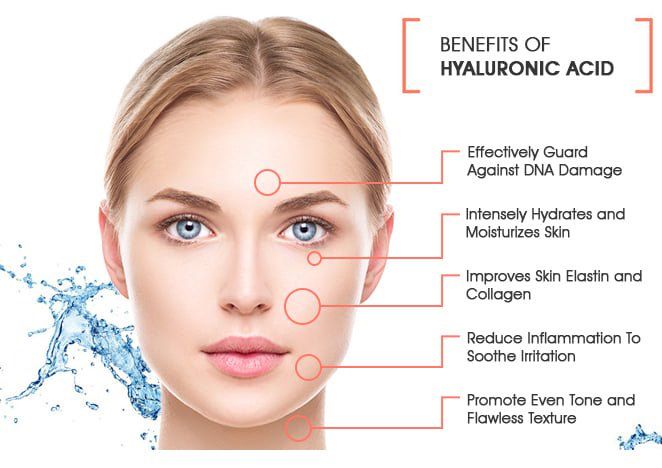 BENEFITS OF
HYALURONIC ACID
Effectively Guard
Against DNA Damage
Intensely Hydrates and
Moisturizes Skin
Improves Skin Elastin and
Collagen
Reduce Inflammation To
Soothe Irritation
Promote Even Tone and
Flawless Texture